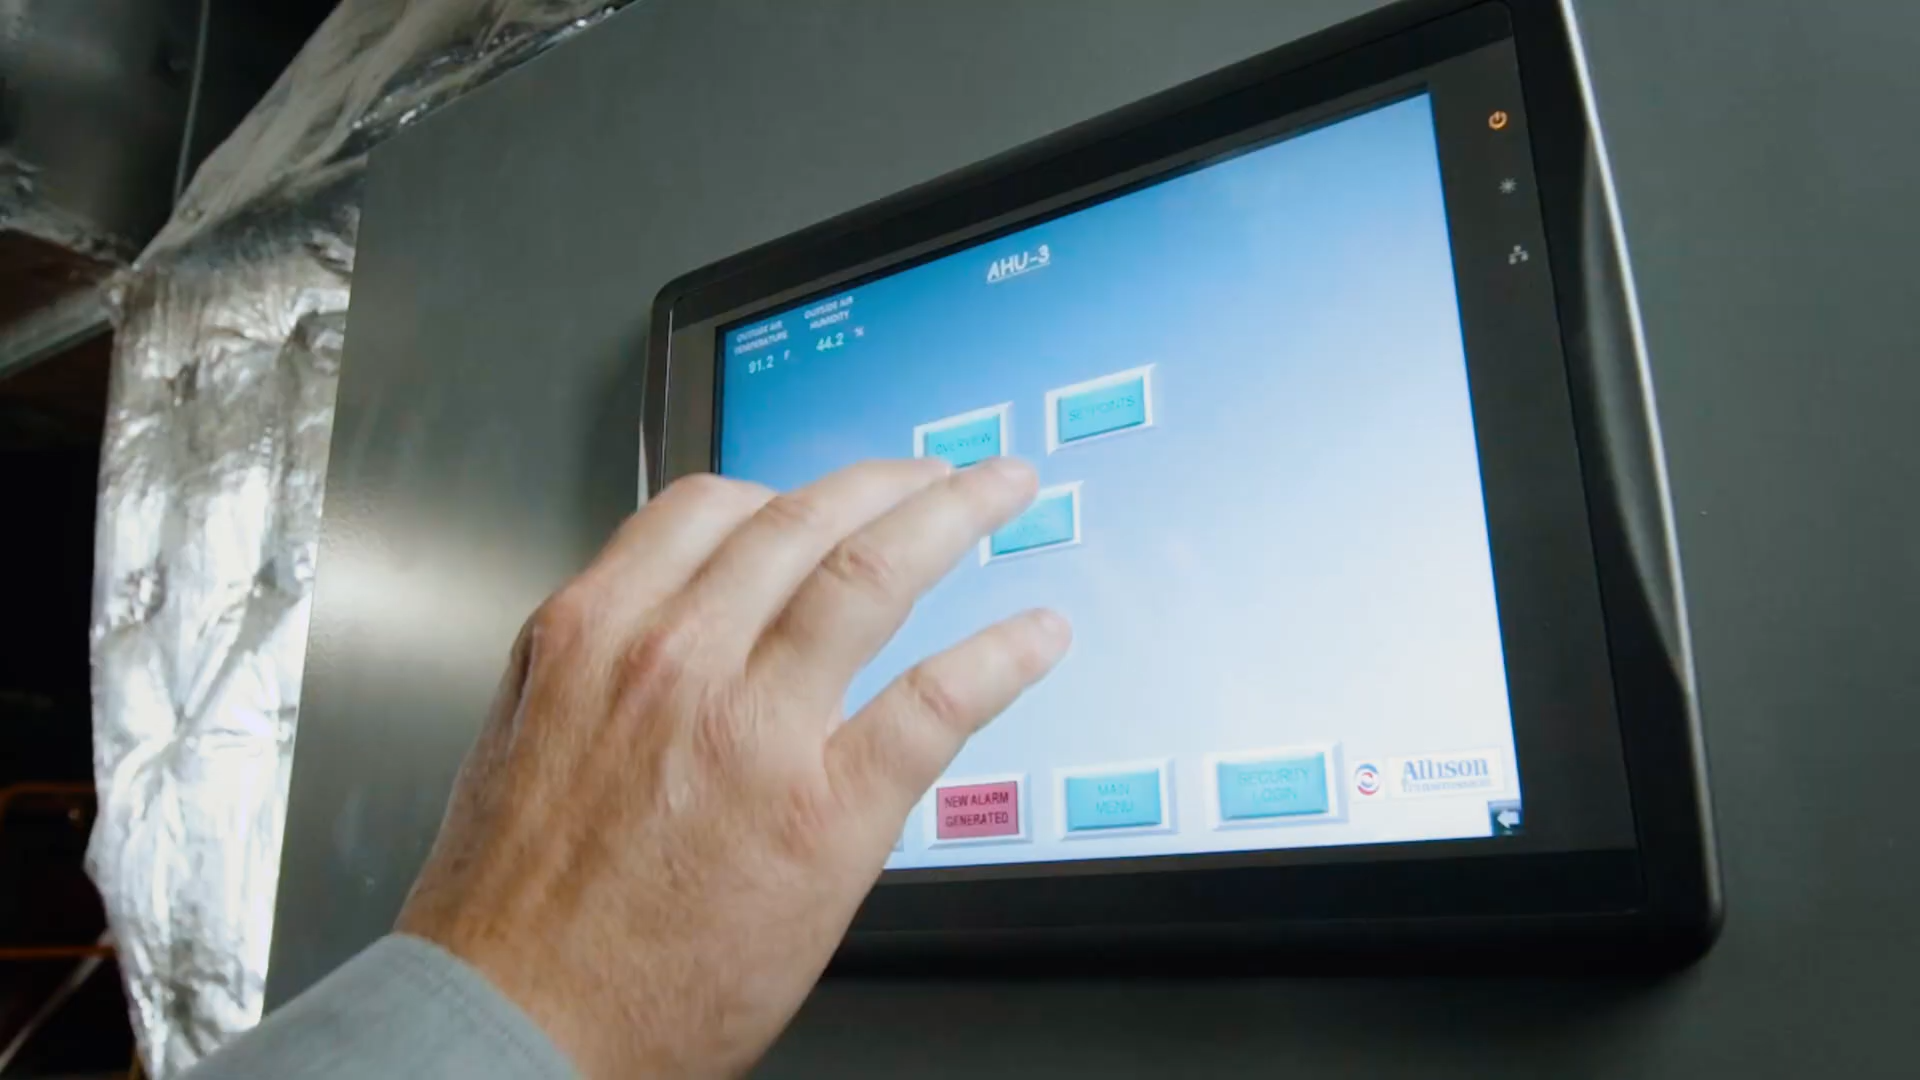 AHU-3
OUTSIDE AIR
TEMPERATURE
91.2 F
OUTSIDE AIR
HUMIDITY
44.2 %
OVERVIEW
SETPOINTS
NEW ALARM
GENERATED
MAIN
MENU
SECURITY
LOGIN
Allison